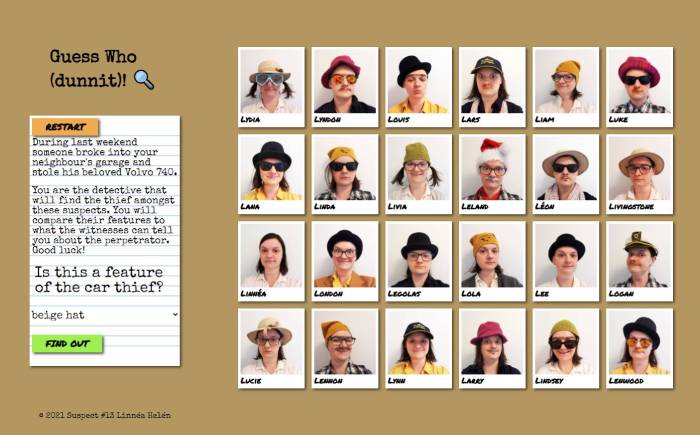 Guess Who
(dunnit)!
RESTART
During last weekend
someone broke into your
neighbour's garage and
stole his beloved Volvo 740.
You are the detective that
will find the thief amongst
these suspects. You will
compare their features to
what the witnesses can tell
you about the perpetrator.
Good luck!
Is this a feature
of the car thief?
beige hat
FIND OUT
LYDIA LYNDON LOUIS LARS LIAM LUKE
LANA LINDA LIVIA LELAND LÉON LIVINGSTONE
LINNÉA LONDON LEGOLAS LOLA LEE LOGAN
LUCIE LENNON LYNN LARRY LINDSEY LENWOOD
© 2021 Suspect #13 Linnéa Helén